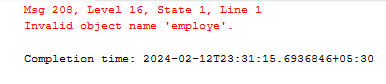 Msg 208, Level 16, State 1, Line 1
Invalid object name 'employe'.
Completion time: 2024-02-12T23:31:15.6936846+05:30